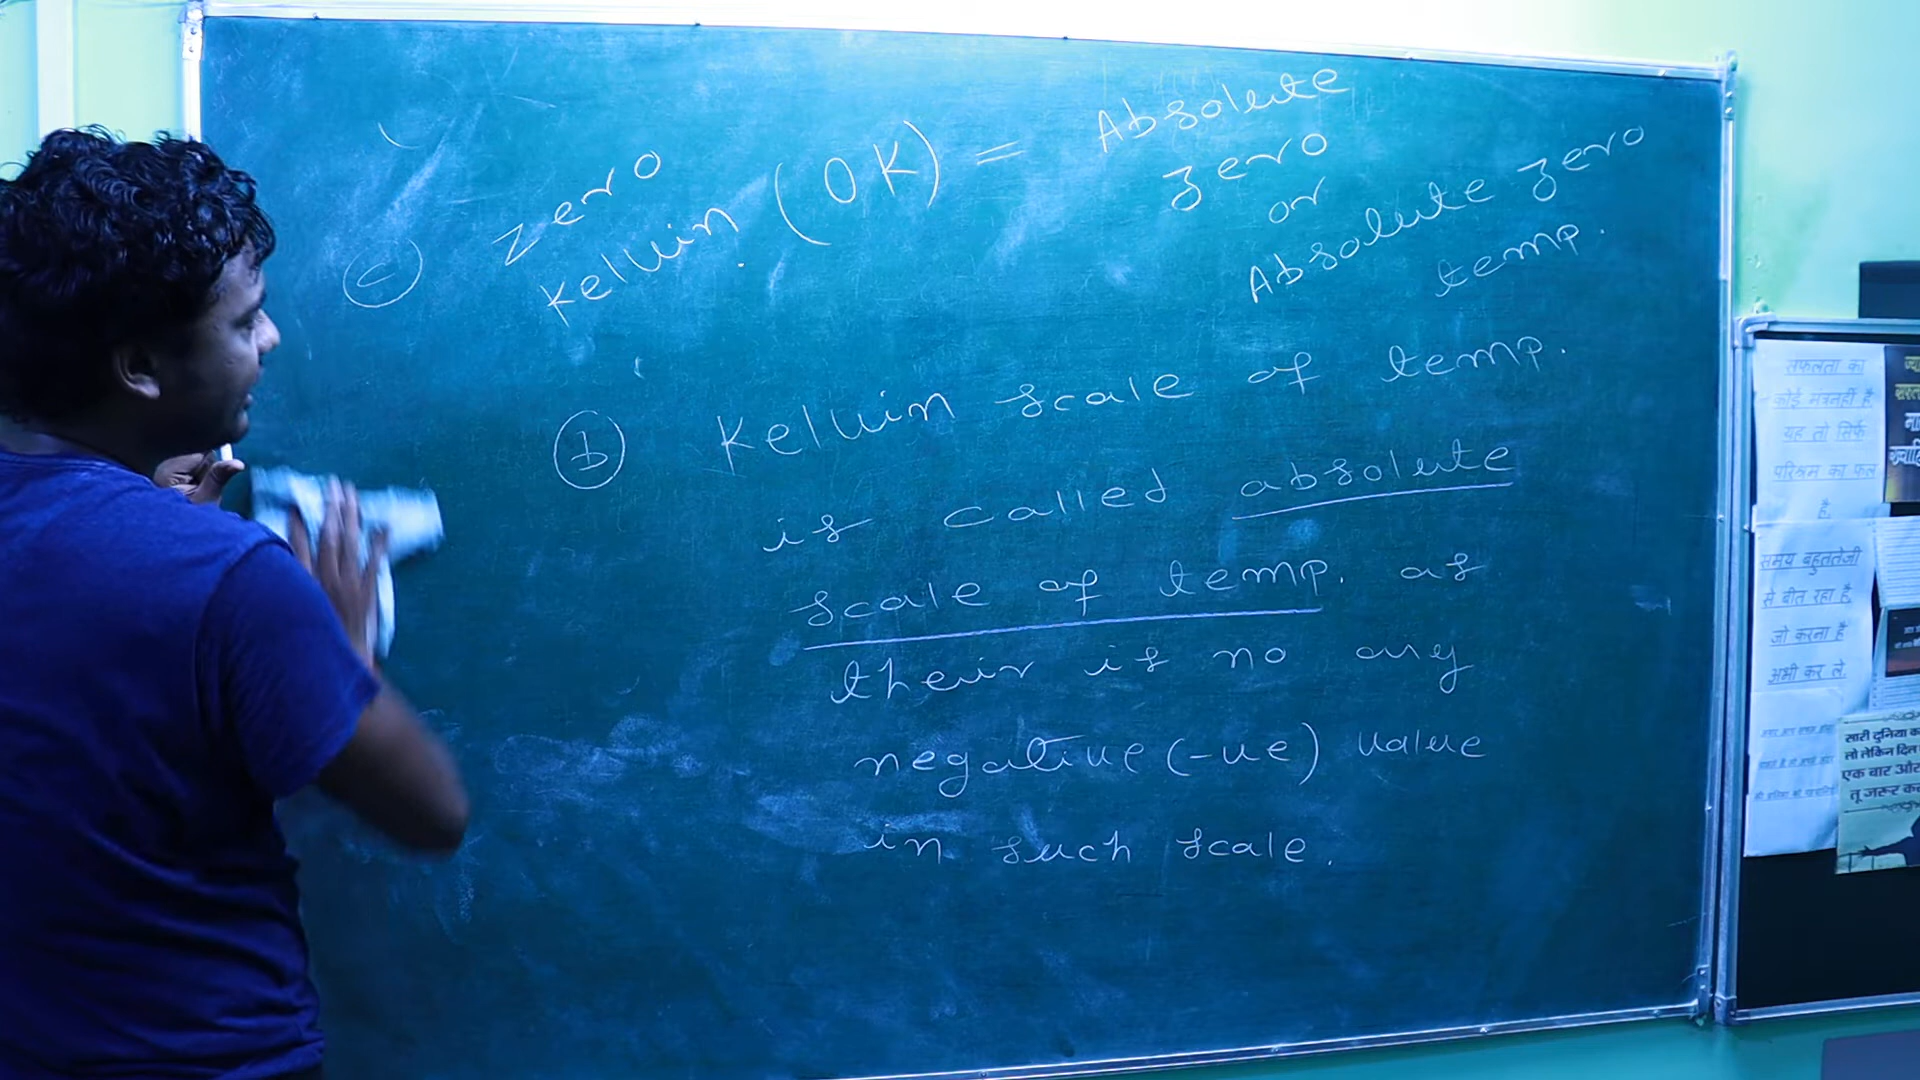 c zero
Kelvin (0K) = Absolute
zero
or
Absolute zero
temp.
b Kelvin scale of temp.
is called absolute
scale of temp. as
their is no any
negative (-ve) value
in such scale.
सफलता का
कोई मंत्र नहीं है
यह तो सिर्फ
परिश्रम का फल
है.
समय बहुत तेजी
से बीत रहा है,
जो करना है
अभी कर ले.
सारी दुनिया
लो लेकिन दिल
एक बार और
तू जरूर